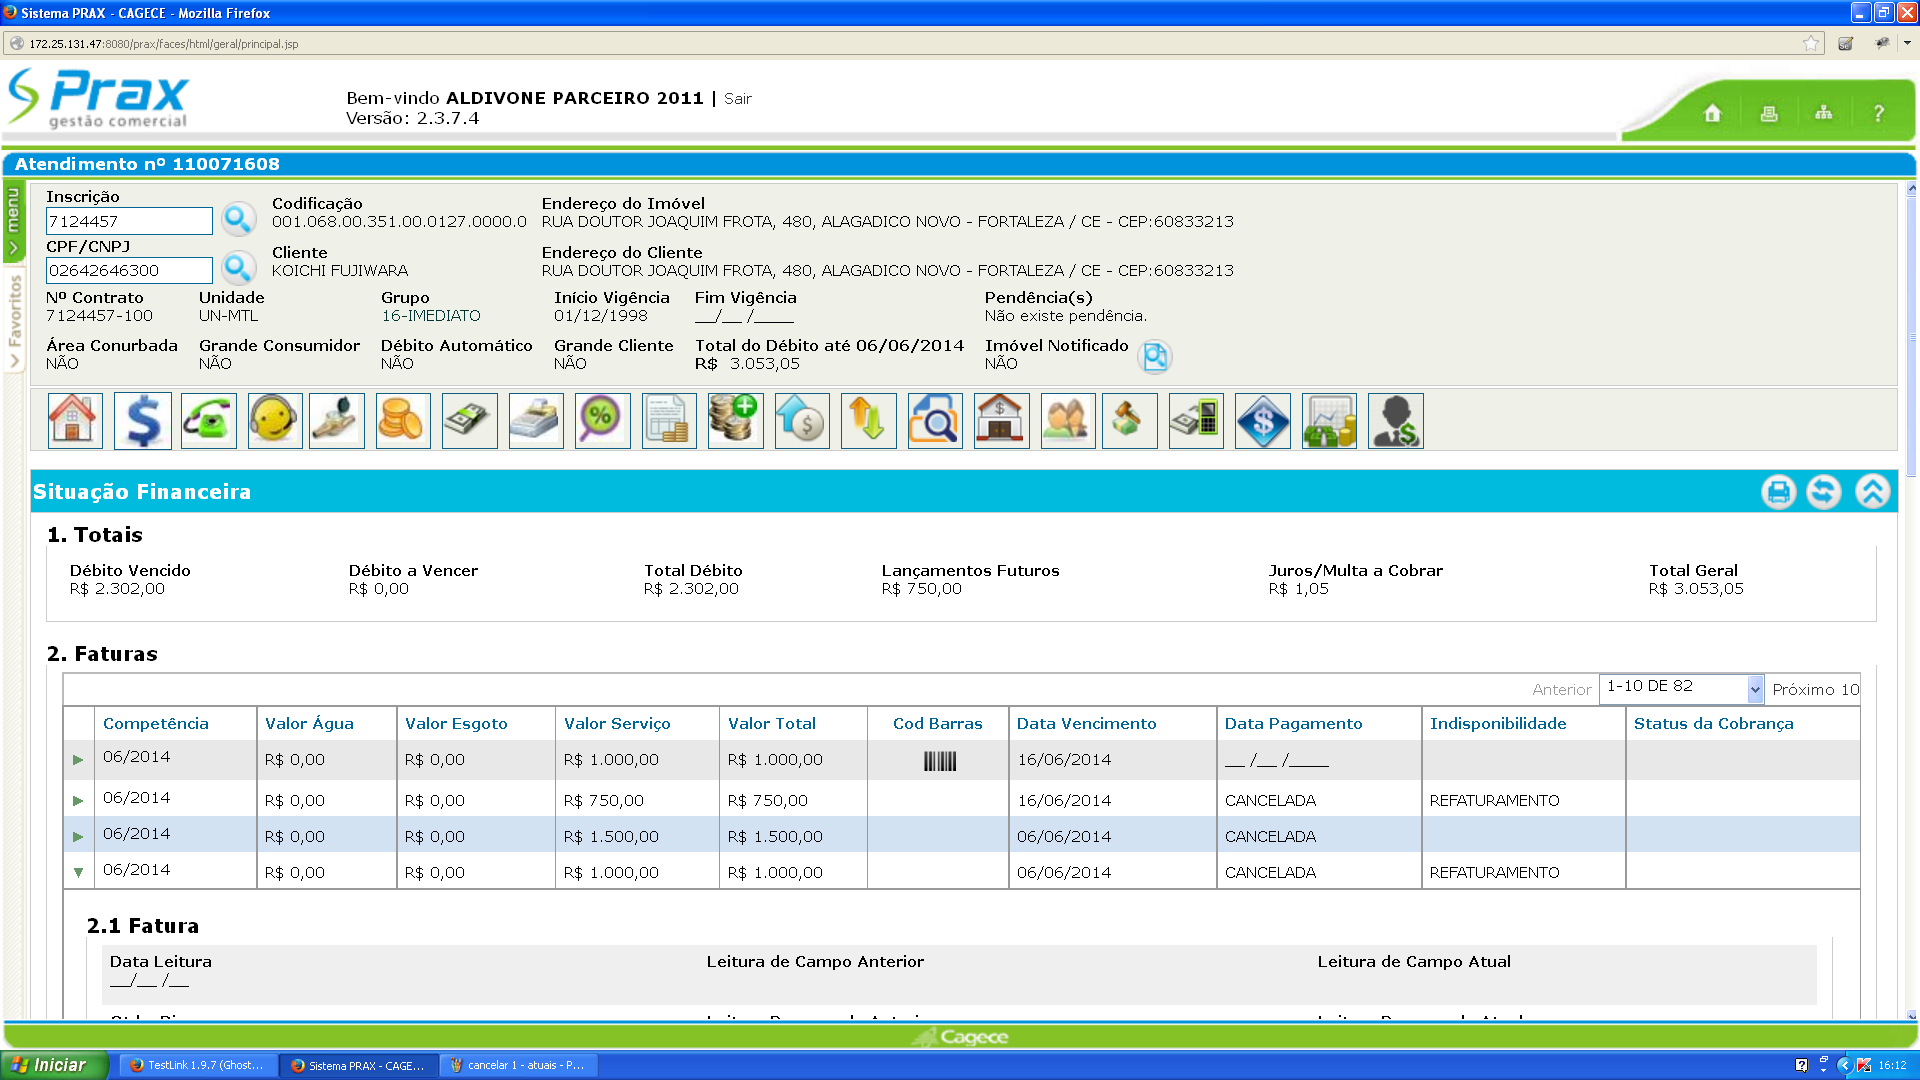 Sistema PRAX - CAGECE - Mozilla Firefox
172.25.131.47:8080/prax/faces/html/geral/principal.jsp
Prax
gestão comercial
Bem-vindo ALDIVONE PARCEIRO 2011 | Sair
Versão: 2.3.7.4
?
Atendimento nº 110071608
menu
Favoritos
Inscrição
7124457
Codificação
001.068.00.351.00.0127.0000.0
Endereço do Imóvel
RUA DOUTOR JOAQUIM FROTA, 480, ALAGADICO NOVO - FORTALEZA / CE - CEP:60833213
CPF/CNPJ
02642646300
Cliente
KOICHI FUJIWARA
Endereço do Cliente
RUA DOUTOR JOAQUIM FROTA, 480, ALAGADICO NOVO - FORTALEZA / CE - CEP:60833213
Nº Contrato Unidade Grupo Início Vigência Fim Vigência Pendência(s)
7124457-100 UN-MTL 16-IMEDIATO 01/12/1998 __/__ /____ Não existe pendência.
Área Conurbada Grande Consumidor Débito Automático Grande Cliente Total do Débito até 06/06/2014 Imóvel Notificado
NÃO NÃO NÃO NÃO R$ 3.053,05 NÃO
Situação Financeira
1. Totais
Débito Vencido Débito a Vencer Total Débito Lançamentos Futuros Juros/Multa a Cobrar Total Geral
R$ 2.302,00 R$ 0,00 R$ 2.302,00 R$ 750,00 R$ 1,05 R$ 3.053,05
2. Faturas
Anterior 1-10 DE 82 Próximo 10
Competência Valor Água Valor Esgoto Valor Serviço Valor Total Cod Barras Data Vencimento Data Pagamento Indisponibilidade Status da Cobrança
06/2014 R$ 0,00 R$ 0,00 R$ 1.000,00 R$ 1.000,00 16/06/2014 __ /__ /____
06/2014 R$ 0,00 R$ 0,00 R$ 750,00 R$ 750,00 16/06/2014 CANCELADA REFATURAMENTO
06/2014 R$ 0,00 R$ 0,00 R$ 1.500,00 R$ 1.500,00 06/06/2014 CANCELADA
06/2014 R$ 0,00 R$ 0,00 R$ 1.000,00 R$ 1.000,00 06/06/2014 CANCELADA REFATURAMENTO
2.1 Fatura
Data Leitura Leitura de Campo Anterior Leitura de Campo Atual
__/__ /__
Cagece
Iniciar
TestLink 1.9.7 (Ghost...
Sistema PRAX - CAGE...
cancelar 1 - atuais - P...
16:12